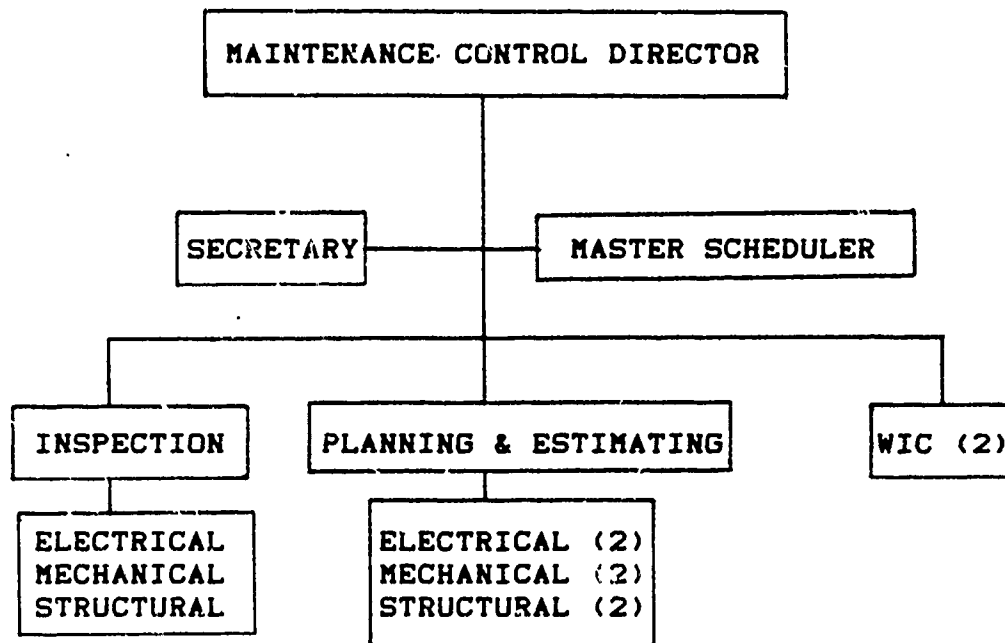 MAINTENANCE CONTROL DIRECTOR
SECRETARY
MASTER SCHEDULER
INSPECTION
PLANNING & ESTIMATING
WIC (2)
ELECTRICAL
MECHANICAL
STRUCTURAL
ELECTRICAL (2)
MECHANICAL (2)
STRUCTURAL (2)